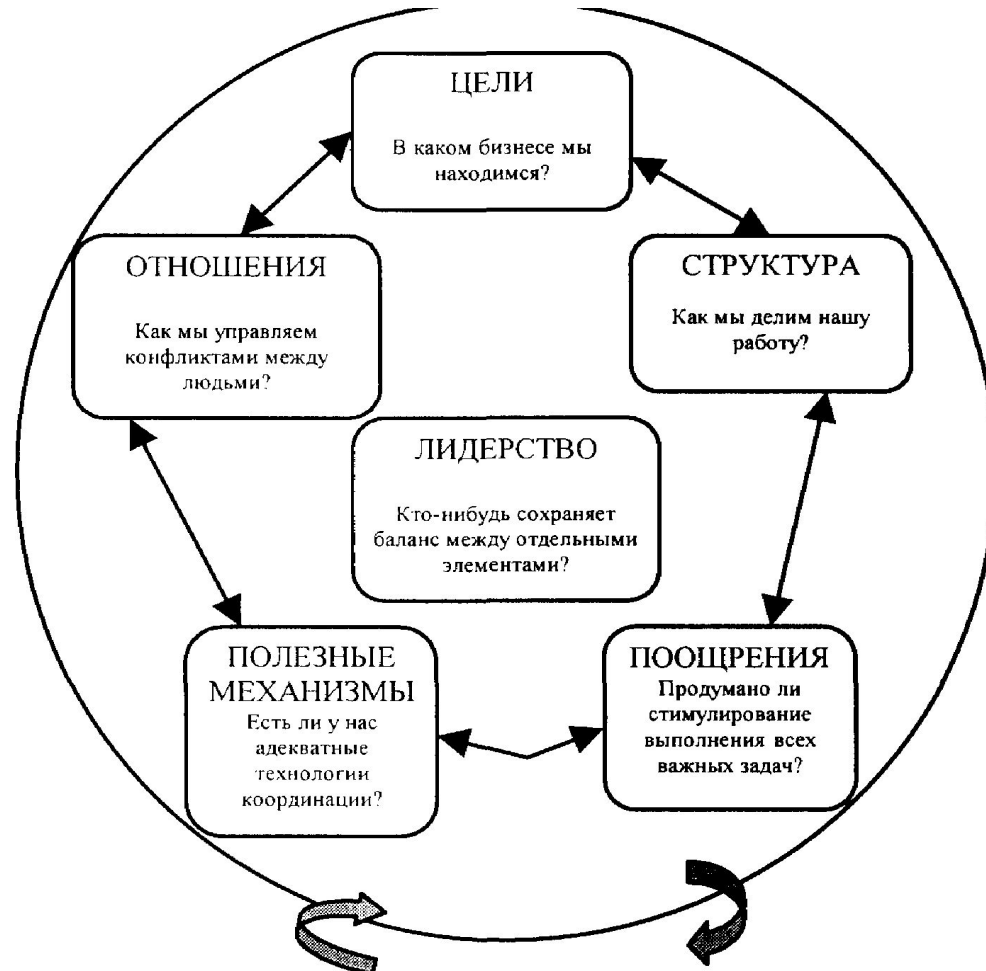 ЦЕЛИ
В каком бизнесе мы
находимся?
ОТНОШЕНИЯ
Как мы управляем
конфликтами между
людьми?
СТРУКТУРА
Как мы делим нашу
работу?
ЛИДЕРСТВО
Кто-нибудь сохраняет
баланс между отдельными
элементами?
ПОЛЕЗНЫЕ
МЕХАНИЗМЫ
Есть ли у нас
адекватные
технологии
координации?
ПООЩРЕНИЯ
Продумано ли
стимулирование
выполнения всех
важных задач?